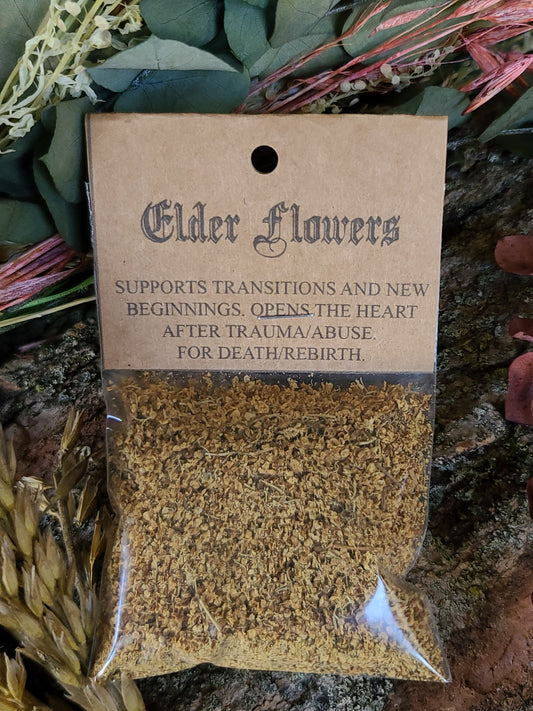 Elder Flowers
SUPPORTS TRANSITIONS AND NEW
BEGINNINGS. OPENS THE HEART
AFTER TRAUMA/ABUSE.
FOR DEATH/REBIRTH.